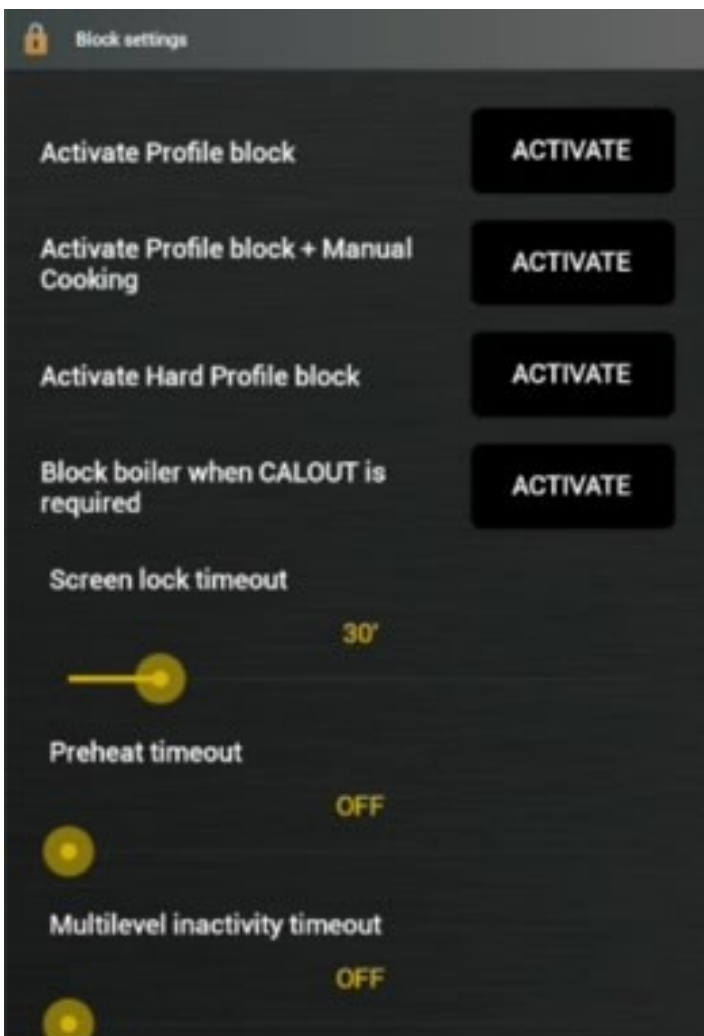 Block settings
Activate Profile block
ACTIVATE
Activate Profile block + Manual
Cooking
ACTIVATE
Activate Hard Profile block
ACTIVATE
Block boiler when CALOUT is
required
ACTIVATE
Screen lock timeout
30'
Preheat timeout
OFF
Multilevel inactivity timeout
OFF